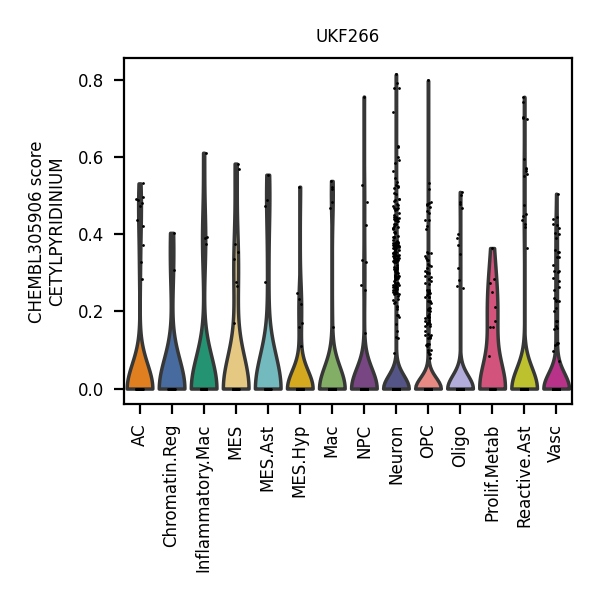 UKF266
CHEMBL305906 score
CETYLPYRIDINIUM
0.8
0.6
0.4
0.2
0.0
AC
Chromatin.Reg
Inflammatory.Mac
MES
MES.Ast
MES.Hyp
Mac
NPC
Neuron
OPC
Oligo
Prolif.Metab
Reactive.Ast
Vasc